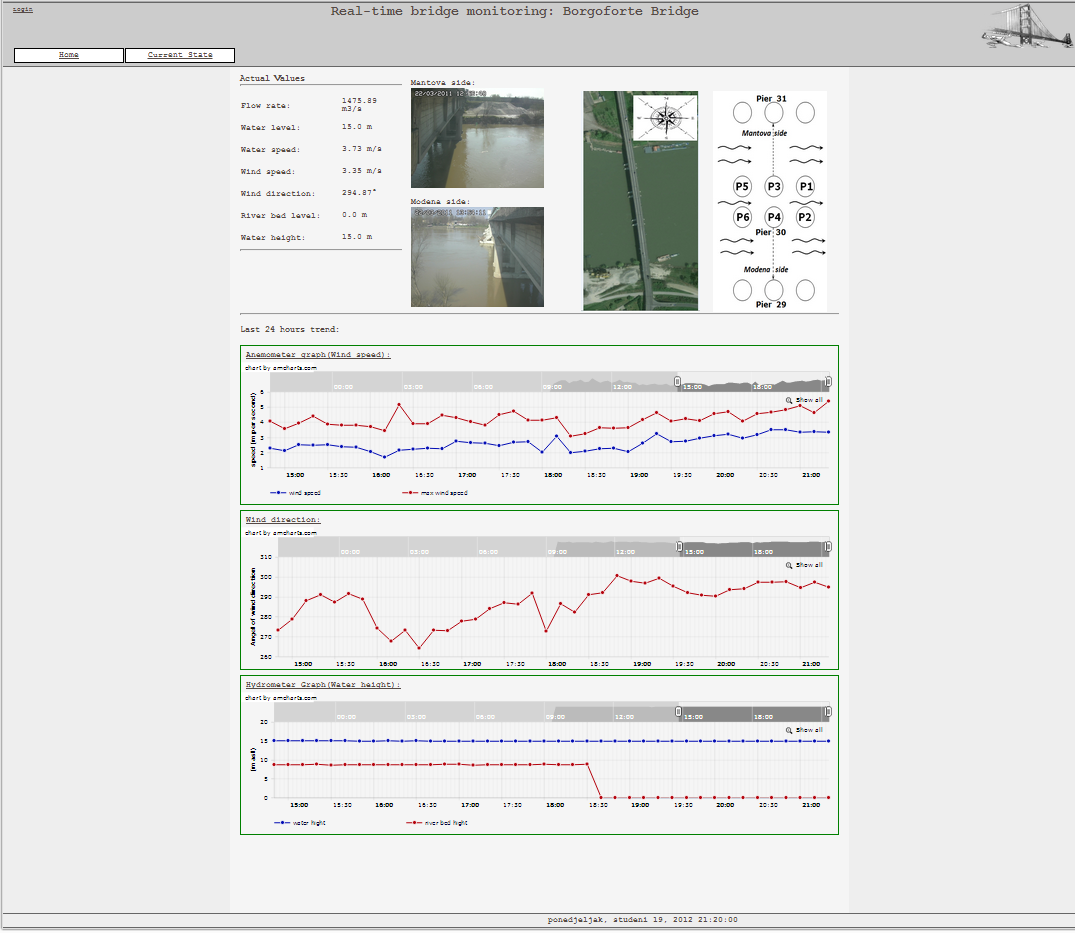 Login
Real-time bridge monitoring: Borgoforte Bridge
Home
Current State
Actual Values
Flow rate: 1475.89 m3/s
Water level: 15.0 m
Water speed: 3.73 m/s
Wind speed: 3.35 m/s
Wind direction: 294.87°
River bed level: 0.0 m
Water height: 15.0 m
Mantova side:
22/03/2011
Modena side:
Pier 31
Mantova side
P5 P3 P1
P6 P4 P2
Pier 30
Modena side
Pier 29
Last 24 hours trend:
Anemometer graph(Wind speed):
chart by amcharts.com
00:00 03:00 06:00 09:00 12:00 15:00 18:00
Show all
speed (m per second)
6
5
4
3
2
1
15:00 15:30 16:00 16:30 17:00 17:30 18:00 18:30 19:00 19:30 20:00 20:30 21:00
wind speed max wind speed
Wind direction:
chart by amcharts.com
00:00 03:00 06:00 09:00 12:00 15:00 18:00
Show all
of wind direction
310
300
290
280
270
260
15:00 15:30 16:00 16:30 17:00 17:30 18:00 18:30 19:00 19:30 20:00 20:30 21:00
Hydrometer Graph(Water height):
chart by amcharts.com
00:00 03:00 06:00 09:00 12:00 15:00 18:00
Show all
(m asl)
20
15
10
5
0
15:00 15:30 16:00 16:30 17:00 17:30 18:00 18:30 19:00 19:30 20:00 20:30 21:00
water hight river bed hight
ponedjeljak, studeni 19, 2012 21:20:00